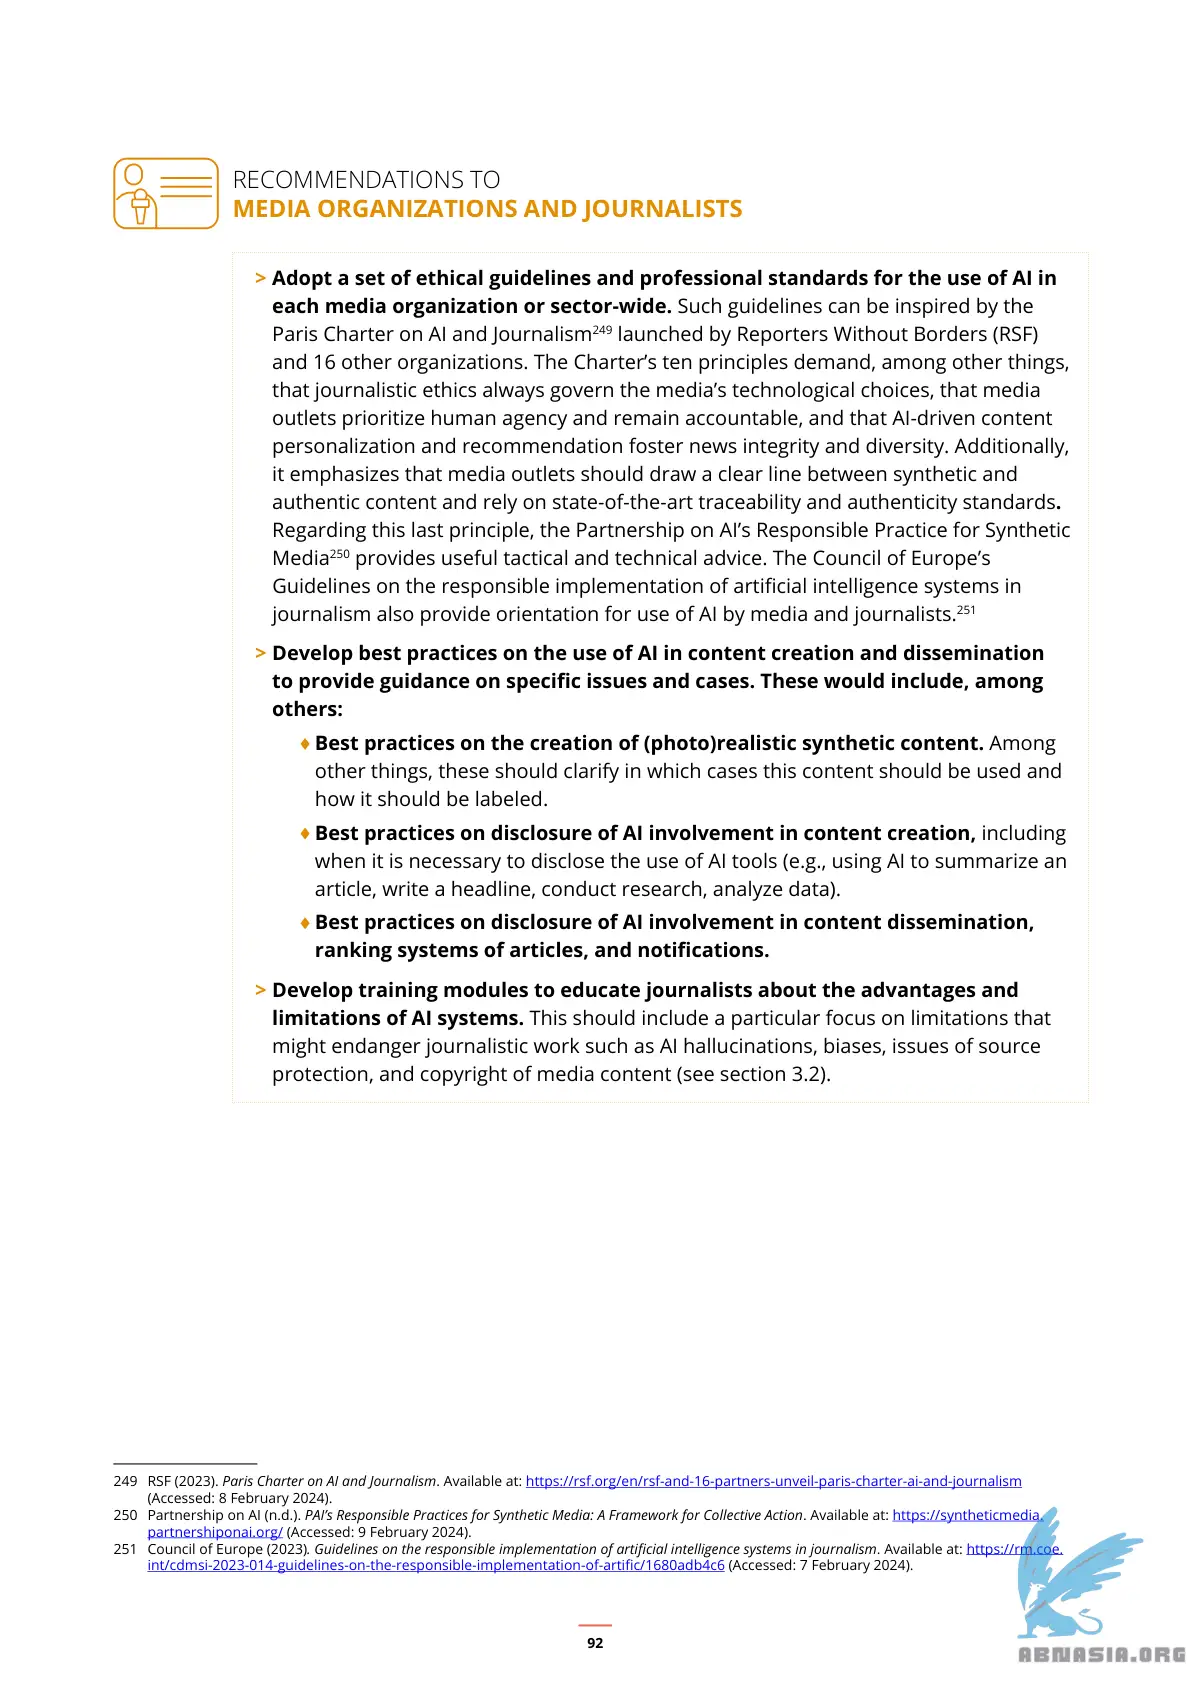 RECOMMENDATIONS TO
MEDIA ORGANIZATIONS AND JOURNALISTS
> Adopt a set of ethical guidelines and professional standards for the use of AI in
each media organization or sector-wide. Such guidelines can be inspired by the
Paris Charter on AI and Journalism249 launched by Reporters Without Borders (RSF)
and 16 other organizations. The Charter’s ten principles demand, among other things,
that journalistic ethics always govern the media’s technological choices, that media
outlets prioritize human agency and remain accountable, and that AI-driven content
personalization and recommendation foster news integrity and diversity. Additionally,
it emphasizes that media outlets should draw a clear line between synthetic and
authentic content and rely on state-of-the-art traceability and authenticity standards.
Regarding this last principle, the Partnership on AI’s Responsible Practice for Synthetic
Media250 provides useful tactical and technical advice. The Council of Europe’s
Guidelines on the responsible implementation of artificial intelligence systems in
journalism also provide orientation for use of AI by media and journalists.251
> Develop best practices on the use of AI in content creation and dissemination
to provide guidance on specific issues and cases. These would include, among
others:
♦ Best practices on the creation of (photo)realistic synthetic content. Among
other things, these should clarify in which cases this content should be used and
how it should be labeled.
♦ Best practices on disclosure of AI involvement in content creation, including
when it is necessary to disclose the use of AI tools (e.g., using AI to summarize an
article, write a headline, conduct research, analyze data).
♦ Best practices on disclosure of AI involvement in content dissemination,
ranking systems of articles, and notifications.
> Develop training modules to educate journalists about the advantages and
limitations of AI systems. This should include a particular focus on limitations that
might endanger journalistic work such as AI hallucinations, biases, issues of source
protection, and copyright of media content (see section 3.2).
249 RSF (2023). Paris Charter on AI and Journalism. Available at: https://rsf.org/en/rsf-and-16-partners-unveil-paris-charter-ai-and-journalism
(Accessed: 8 February 2024).
250 Partnership on AI (n.d.). PAI’s Responsible Practices for Synthetic Media: A Framework for Collective Action. Available at: https://syntheticmedia.
partnershiponai.org/ (Accessed: 9 February 2024).
251 Council of Europe (2023). Guidelines on the responsible implementation of artificial intelligence systems in journalism. Available at: https://rm.coe.
int/cdmsi-2023-014-guidelines-on-the-responsible-implementation-of-artific/1680adb4c6 (Accessed: 7 February 2024).
92
ABNASIA.ORG